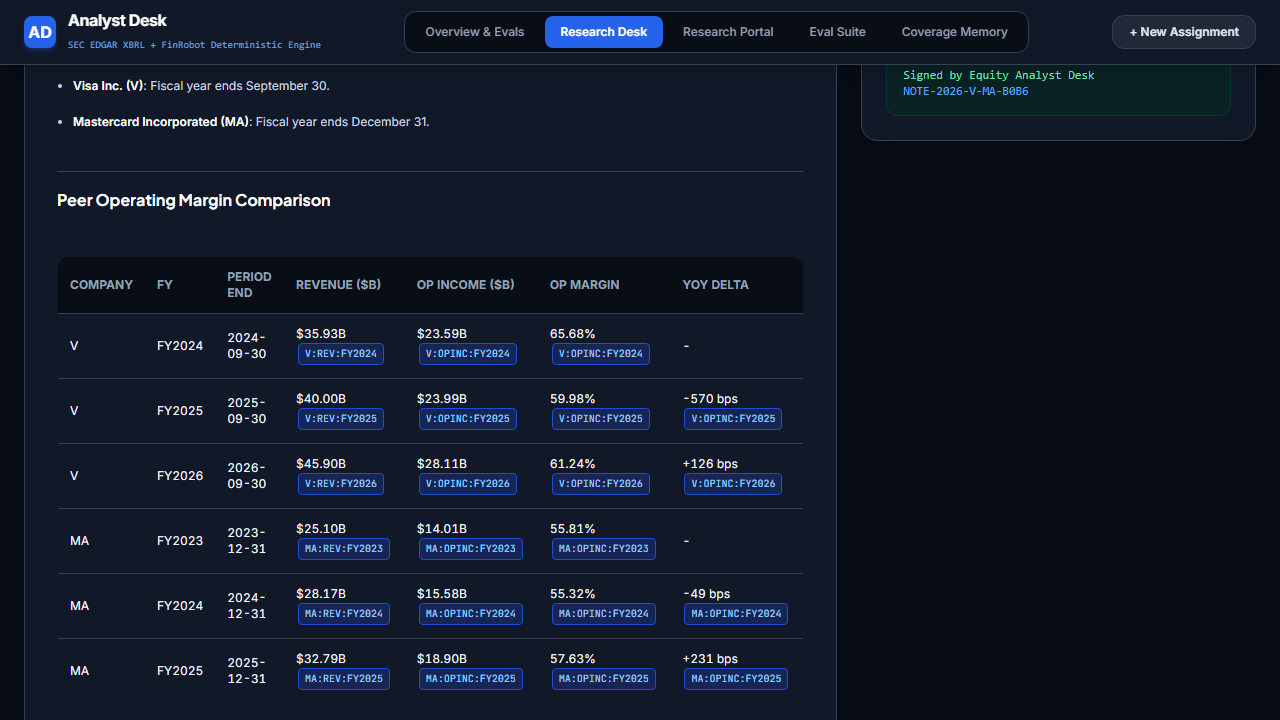 AD
Analyst Desk
SEC EDGAR XBRL + FinRobot Deterministic Engine
Overview & Evals
Research Desk
Research Portal
Eval Suite
Coverage Memory
+ New Assignment
Signed by Equity Analyst Desk
NOTE-2026-V-MA-B0B6
• Visa Inc. (V): Fiscal year ends September 30.
• Mastercard Incorporated (MA): Fiscal year ends December 31.
Peer Operating Margin Comparison
COMPANY FY PERIOD END REVENUE ($B) OP INCOME ($B) OP MARGIN YOY DELTA
V FY2024 2024-09-30 $35.93B V:REV:FY2024 $23.59B V:OPINC:FY2024 65.68% V:OPINC:FY2024 -
V FY2025 2025-09-30 $40.00B V:REV:FY2025 $23.99B V:OPINC:FY2025 59.98% V:OPINC:FY2025 -570 bps V:OPINC:FY2025
V FY2026 2026-09-30 $45.90B V:REV:FY2026 $28.11B V:OPINC:FY2026 61.24% V:OPINC:FY2026 +126 bps V:OPINC:FY2026
MA FY2023 2023-12-31 $25.10B MA:REV:FY2023 $14.01B MA:OPINC:FY2023 55.81% MA:OPINC:FY2023 -
MA FY2024 2024-12-31 $28.17B MA:REV:FY2024 $15.58B MA:OPINC:FY2024 55.32% MA:OPINC:FY2024 -49 bps MA:OPINC:FY2024
MA FY2025 2025-12-31 $32.79B MA:REV:FY2025 $18.90B MA:OPINC:FY2025 57.63% MA:OPINC:FY2025 +231 bps MA:OPINC:FY2025